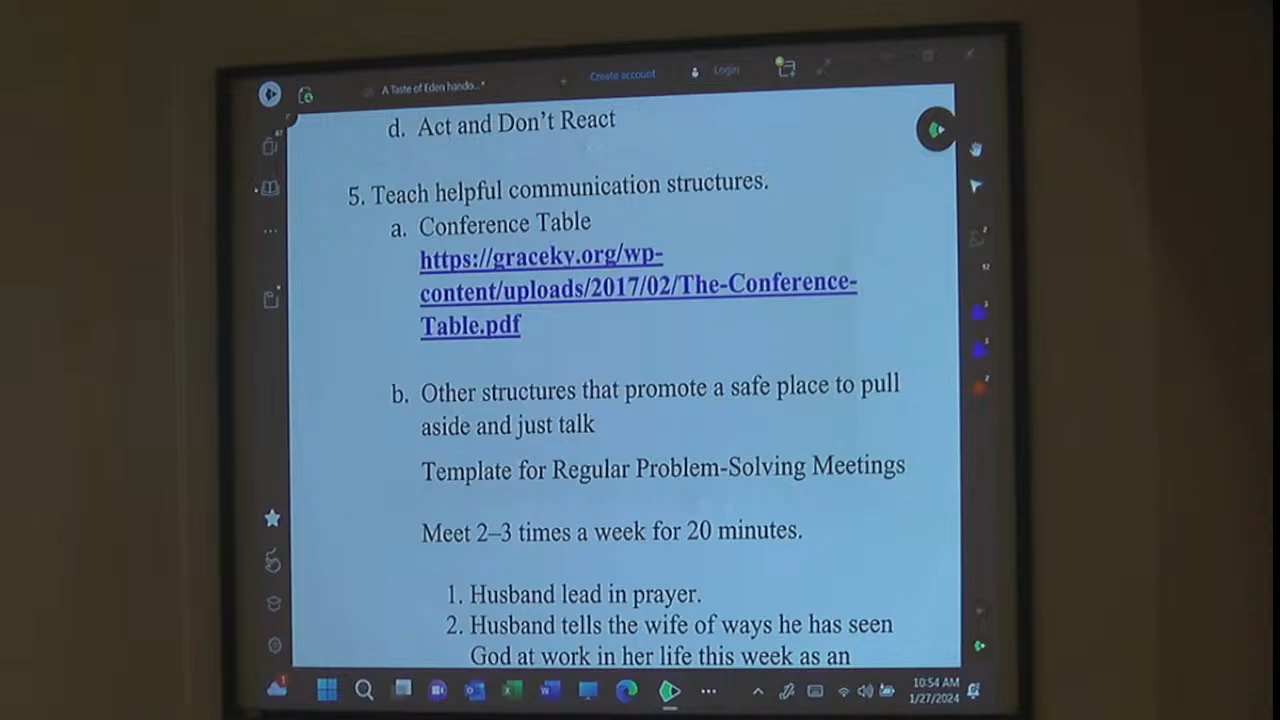 A Taste of Eden hando...*
Create account
Login
d. Act and Don't React
5. Teach helpful communication structures.
a. Conference Table
https://graceky.org/wp-
content/uploads/2017/02/The-Conference-
Table.pdf
b. Other structures that promote a safe place to pull
aside and just talk
Template for Regular Problem-Solving Meetings
Meet 2–3 times a week for 20 minutes.
1. Husband lead in prayer.
2. Husband tells the wife of ways he has seen
God at work in her life this week as an
10:54 AM
1/27/2024